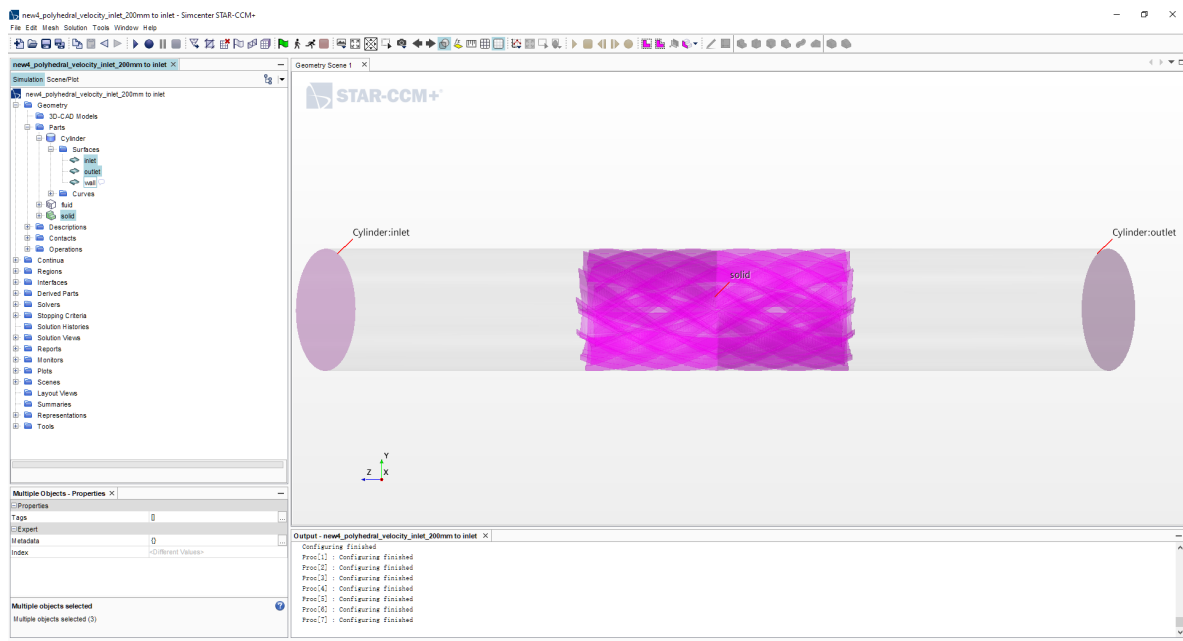 new4_polyhedral_velocity_inlet_200mm to inlet - Simcenter STAR-CCM+
File Edit Mesh Solution Tools Window Help
new4_polyhedral_velocity_inlet_200mm to inlet
Simulation Scene/Plot
new4_polyhedral_velocity_inlet_200mm to inlet
Geometry
3D-CAD Models
Parts
Cylinder
Surfaces
inlet
outlet
wall
Curves
fluid
solid
Descriptions
Contacts
Operations
Continua
Regions
Interfaces
Derived Parts
Solvers
Stopping Criteria
Solution Histories
Solution Views
Reports
Monitors
Plots
Scenes
Layout Views
Summaries
Representations
Tools
Multiple Objects - Properties
Properties
Tags []
Expert
Metadata {}
Index <Different Values>
Multiple objects selected
Multiple objects selected (3)
Geometry Scene 1
STAR-CCM+
Cylinder:inlet
Cylinder:outlet
solid
Y
Z X
Output - new4_polyhedral_velocity_inlet_200mm to inlet
Configuring finished
Proc[1] : Configuring finished
Proc[2] : Configuring finished
Proc[3] : Configuring finished
Proc[4] : Configuring finished
Proc[5] : Configuring finished
Proc[6] : Configuring finished
Proc[7] : Configuring finished